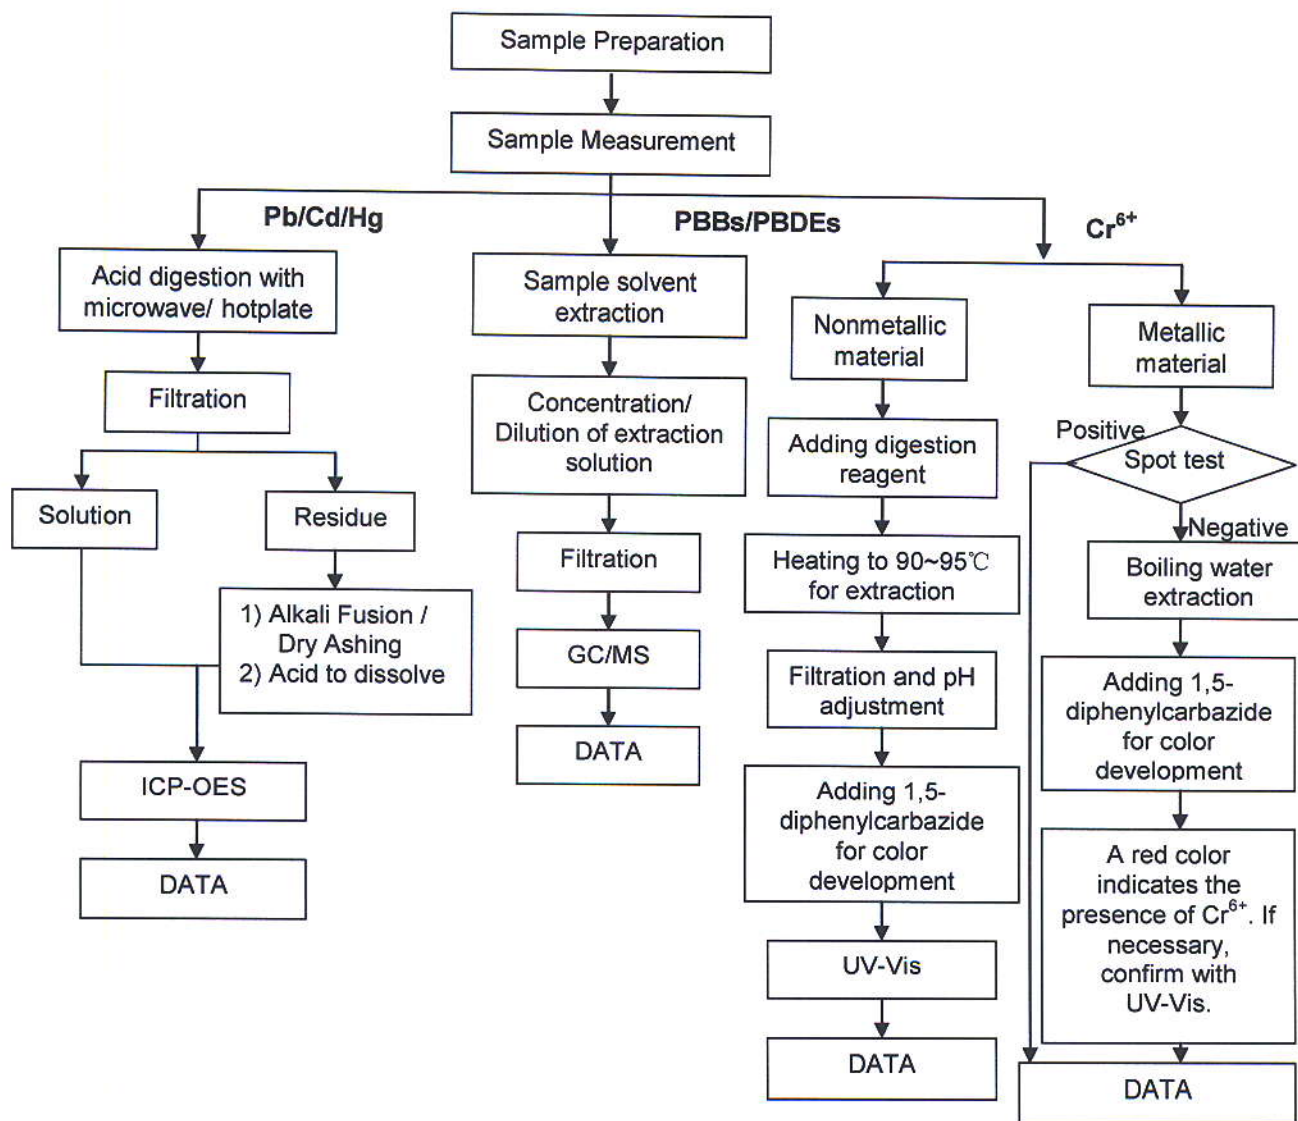 Sample Preparation
Sample Measurement
Pb/Cd/Hg
PBBs/PBDEs
Cr⁶⁺
Acid digestion with
microwave/ hotplate
Filtration
Solution
Residue
1) Alkali Fusion /
Dry Ashing
2) Acid to dissolve
ICP-OES
DATA
Sample solvent
extraction
Concentration/
Dilution of extraction
solution
Filtration
GC/MS
DATA
Nonmetallic
material
Adding digestion
reagent
Heating to 90~95℃
for extraction
Filtration and pH
adjustment
Adding 1,5-
diphenylcarbazide
for color
development
UV-Vis
DATA
Metallic
material
Positive
Spot test
Negative
Boiling water
extraction
Adding 1,5-
diphenylcarbazide
for color
development
A red color
indicates the
presence of Cr⁶⁺. If
necessary,
confirm with
UV-Vis.
DATA